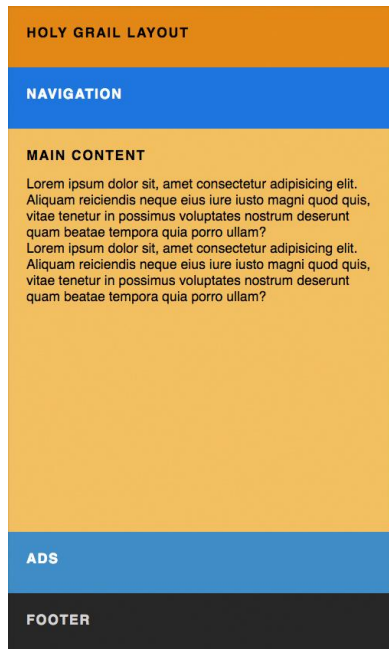 HOLY GRAIL LAYOUT
NAVIGATION
MAIN CONTENT
Lorem ipsum dolor sit, amet consectetur adipisicing elit.
Aliquam reiciendis neque eius iure iusto magni quod quis,
vitae tenetur in possimus voluptates nostrum deserunt
quam beatae tempora quia porro ullam?
Lorem ipsum dolor sit, amet consectetur adipisicing elit.
Aliquam reiciendis neque eius iure iusto magni quod quis,
vitae tenetur in possimus voluptates nostrum deserunt
quam beatae tempora quia porro ullam?
ADS
FOOTER